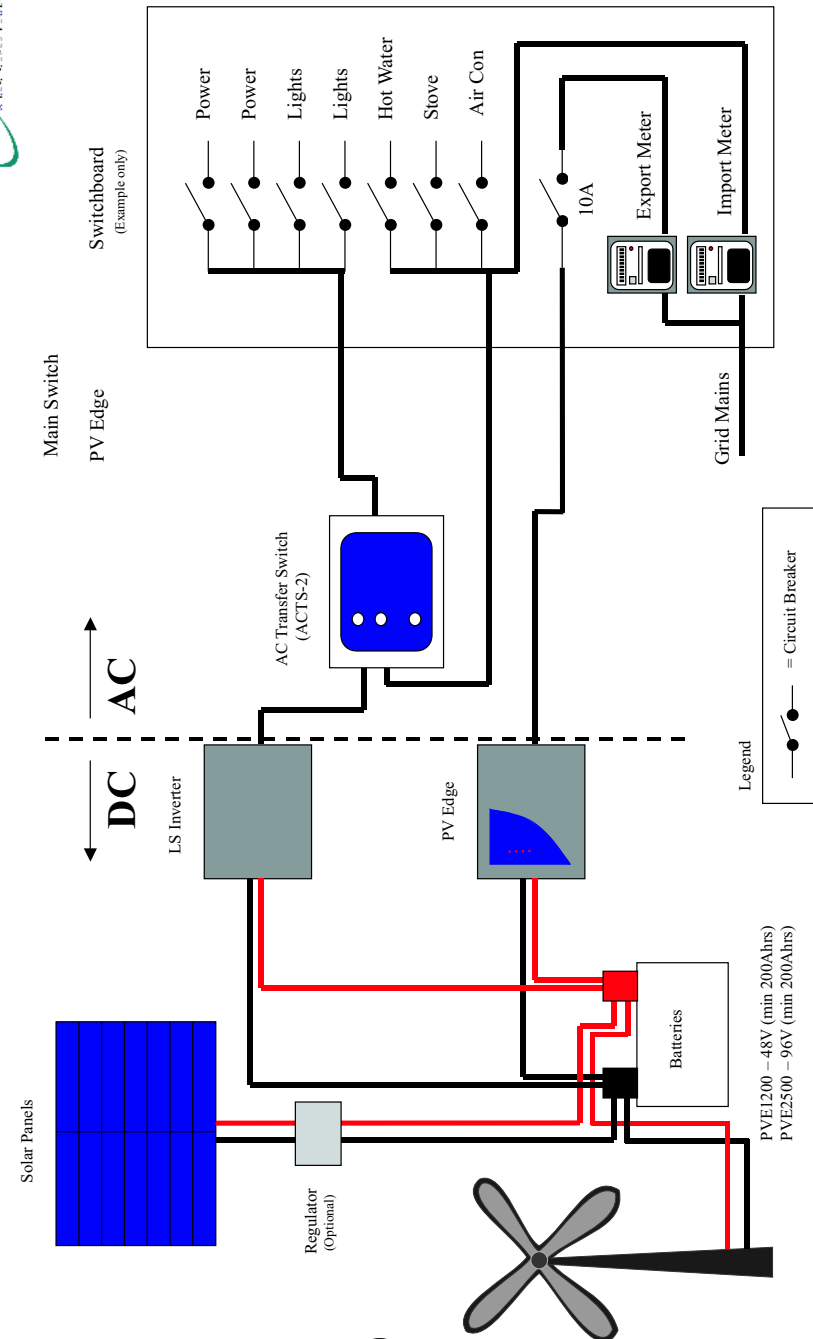 Main Switch
PV Edge
Switchboard
(Example only)
Power
Power
Lights
Lights
Hot Water
Stove
Air Con
10A
Export Meter
Import Meter
Grid Mains
AC Transfer Switch
(ACTS-2)
AC
DC
LS Inverter
PV Edge
Solar Panels
Regulator
(Optional)
Batteries
PVE1200 – 48V (min 200Ahrs)
PVE2500 – 96V (min 200Ahrs)
Legend
= Circuit Breaker